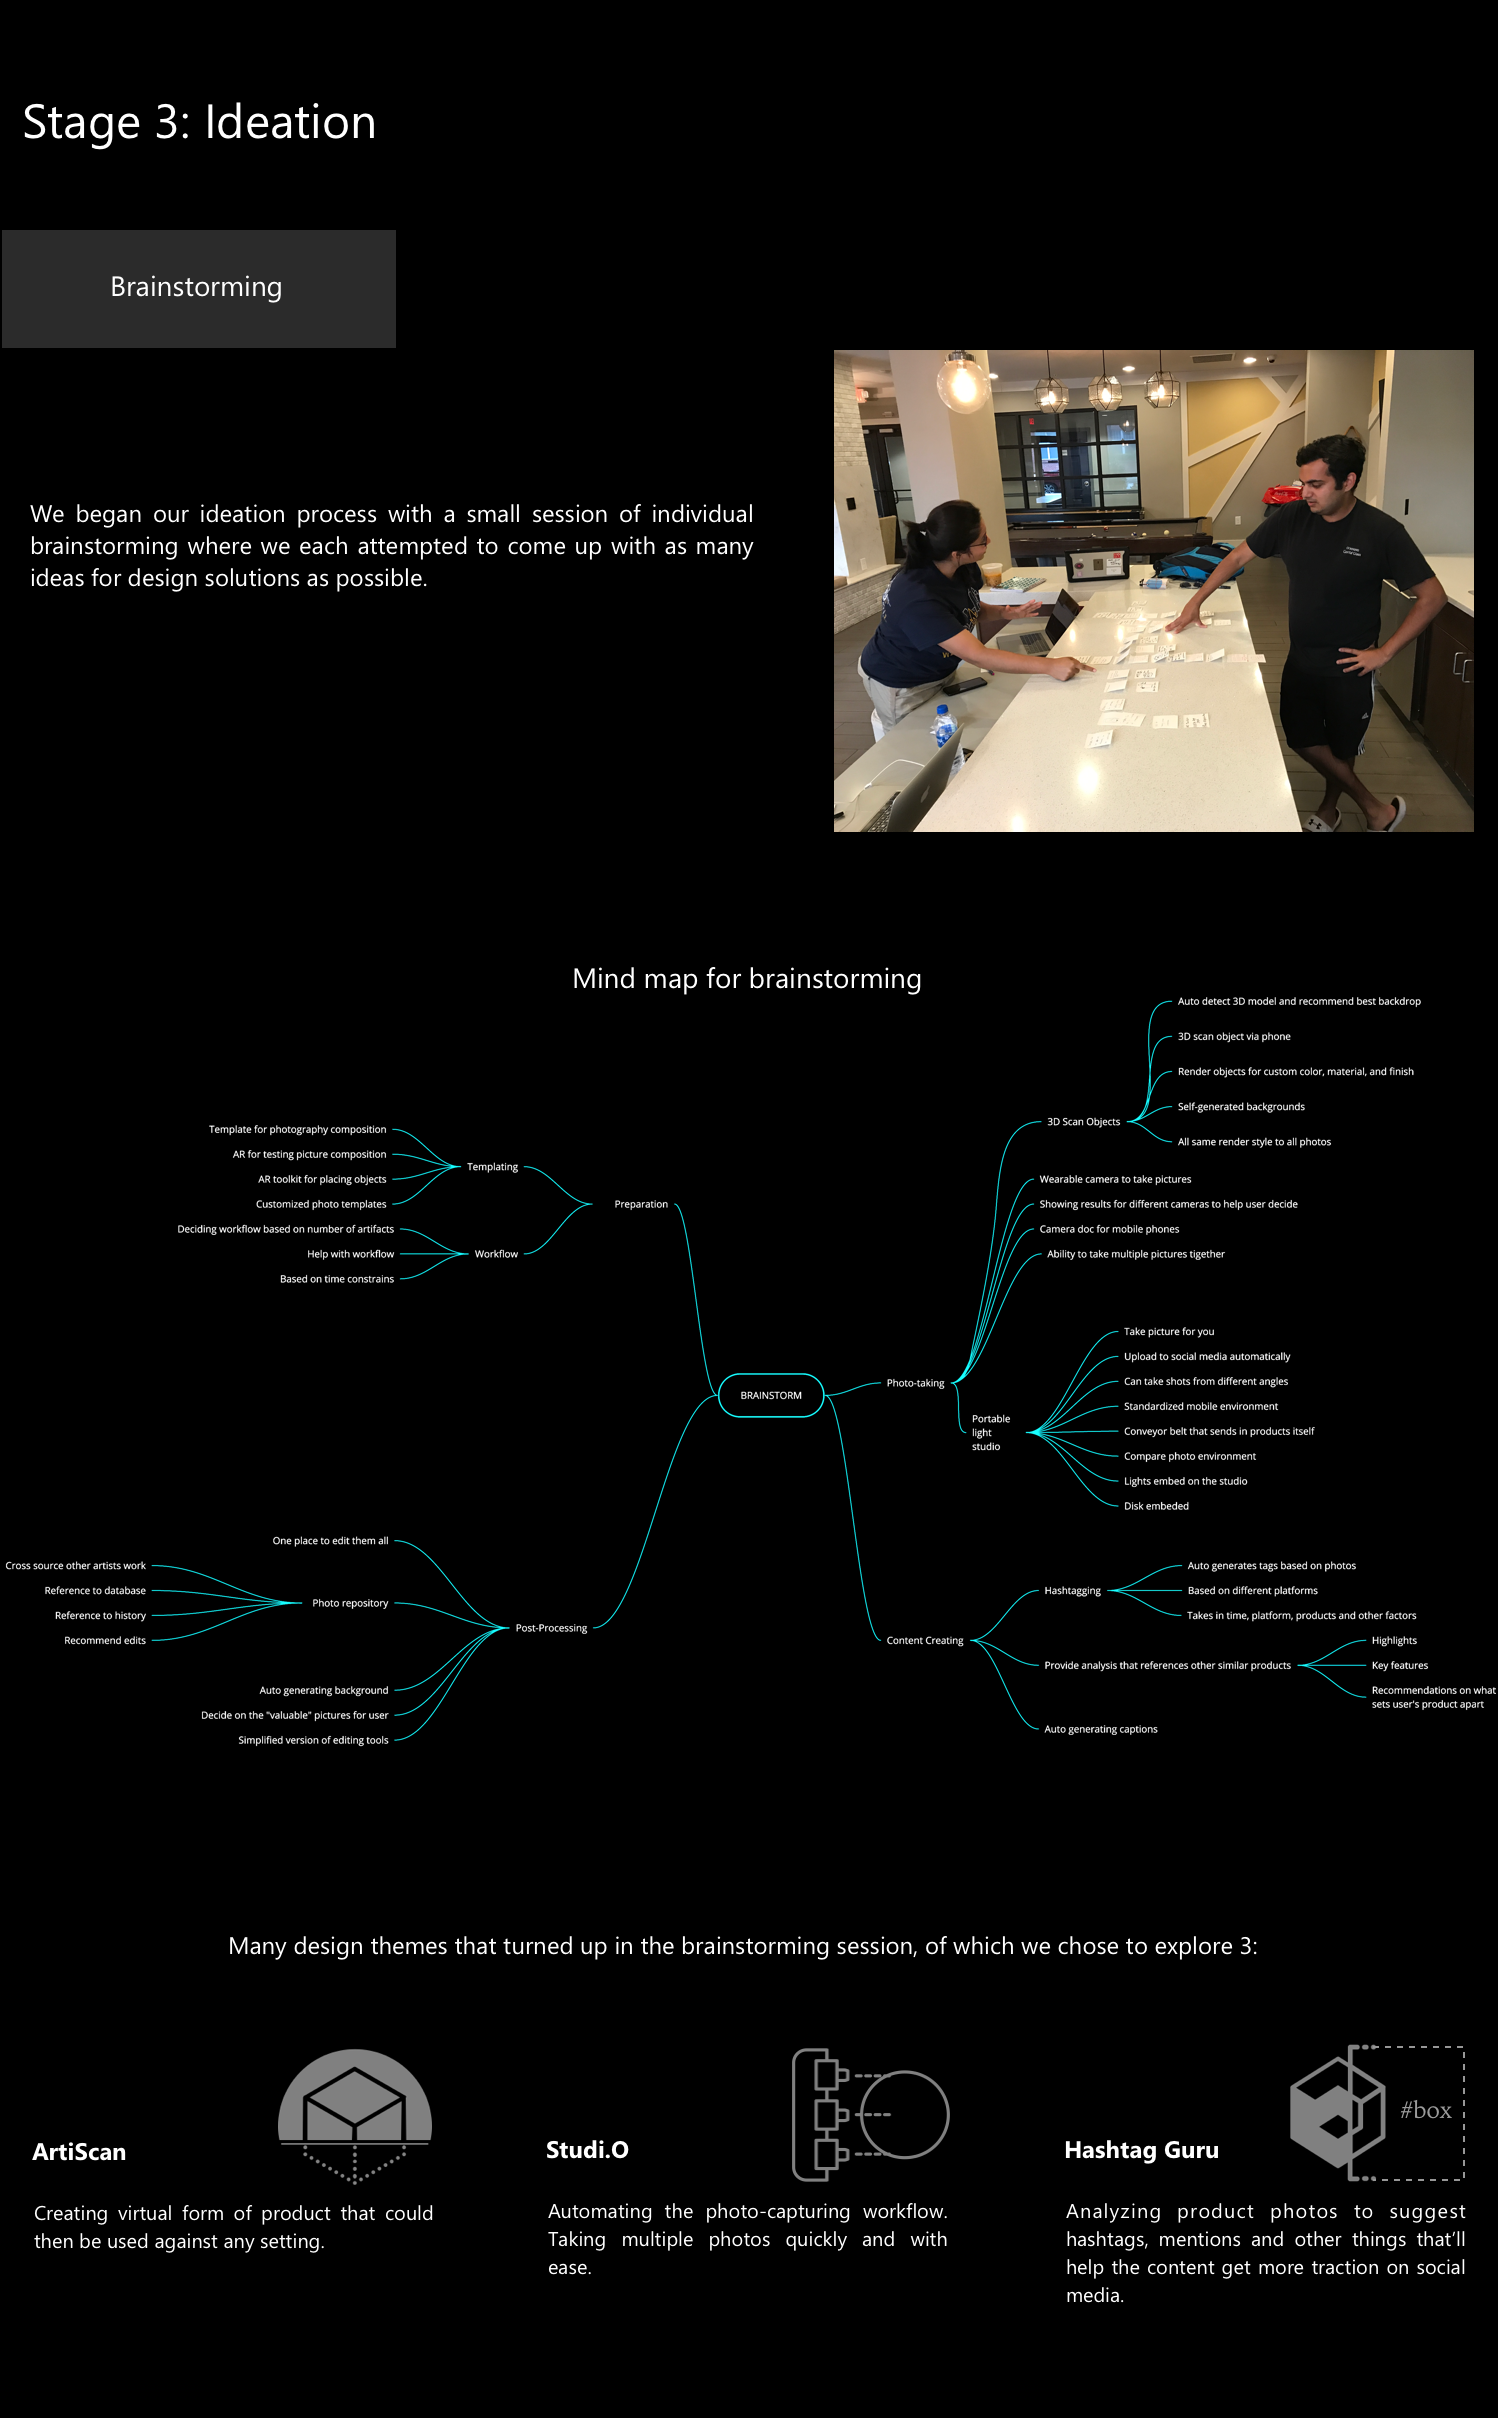 Stage 3: Ideation
Brainstorming
We began our ideation process with a small session of individual
brainstorming where we each attempted to come up with as many
ideas for design solutions as possible.
Mind map for brainstorming
BRAINSTORM
Preparation
Templating
Template for photography composition
AR for testing picture composition
AR toolkit for placing objects
Customized photo templates
Workflow
Deciding workflow based on number of artifacts
Help with workflow
Based on time constrains
Post-Processing
One place to edit them all
Photo repository
Cross source other artists work
Reference to database
Reference to history
Recommend edits
Auto generating background
Decide on the "valuable" pictures for user
Simplified version of editing tools
Photo-taking
3D Scan Objects
Auto detect 3D model and recommend best backdrop
3D scan object via phone
Render objects for custom color, material, and finish
Self-generated backgrounds
All same render style to all photos
Wearable camera to take pictures
Showing results for different cameras to help user decide
Camera doc for mobile phones
Ability to take multiple pictures tigether
Portable
light
studio
Take picture for you
Upload to social media automatically
Can take shots from different angles
Standardized mobile environment
Conveyor belt that sends in products itself
Compare photo environment
Lights embed on the studio
Disk embeded
Content Creating
Hashtagging
Auto generates tags based on photos
Based on different platforms
Takes in time, platform, products and other factors
Provide analysis that references other similar products
Highlights
Key features
Recommendations on what
sets user's product apart
Auto generating captions
Many design themes that turned up in the brainstorming session, of which we chose to explore 3:
ArtiScan
Creating virtual form of product that could
then be used against any setting.
Studi.O
Automating the photo-capturing workflow.
Taking multiple photos quickly and with
ease.
#box
Hashtag Guru
Analyzing product photos to suggest
hashtags, mentions and other things that'll
help the content get more traction on social
media.